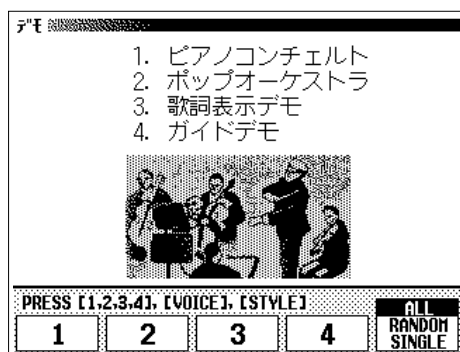 デモ
1. ピアノコンチェルト
2. ポップオーケストラ
3. 歌詞表示デモ
4. ガイドデモ
PRESS [1,2,3,4], [VOICE], [STYLE]
1 2 3 4
ALL
RANDOM
SINGLE